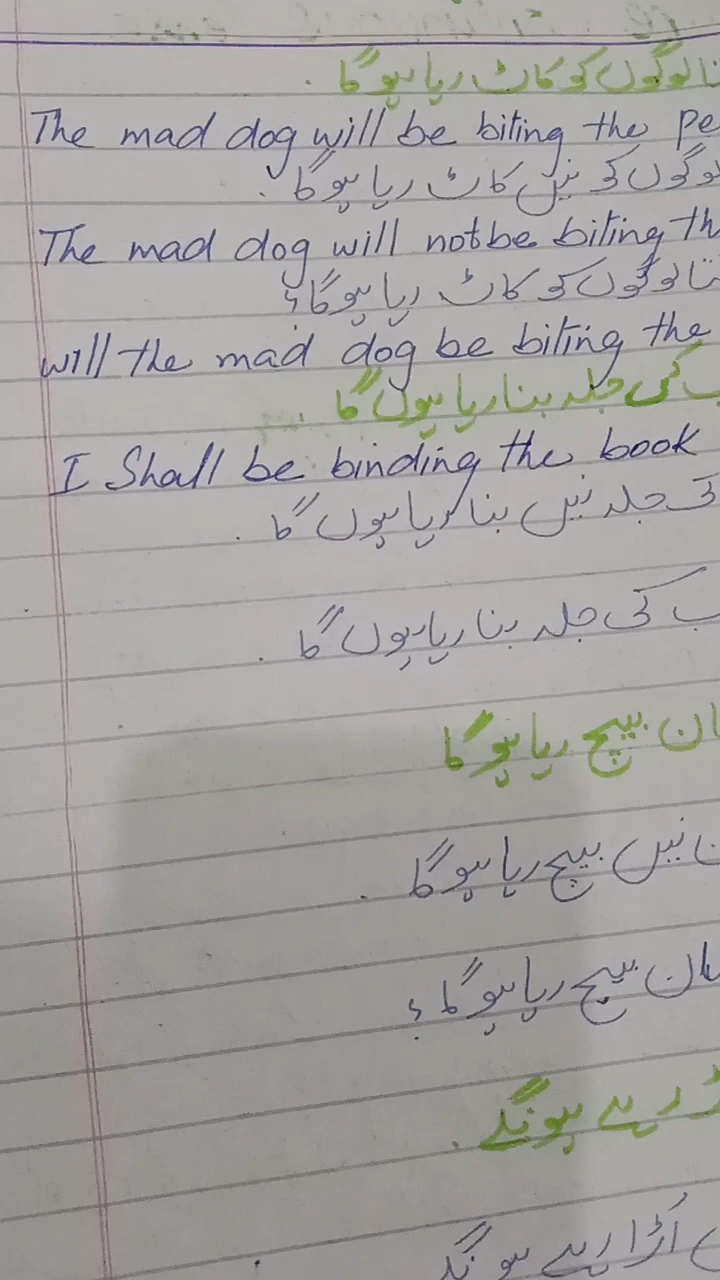 لوگوں کو کاٹ رہا ہوگا .
The mad dog will be biting the pe
لوگوں کو نہیں کاٹ رہا ہوگا .
The mad dog will not be biting th
لوگوں کو کاٹ رہا ہوگا ؟
will the mad dog be biting the
کی جلد بنا رہا ہوں گا .
I Shall be binding the book
کی جلد نہیں بنا رہا ہوں گا .
کی جلد بنا رہا ہوں گا .
بیچ رہا ہوگا
نہیں بیچ رہا ہوگا .
بیچ رہا ہوگا ؟
رہے ہونگے .
اُڑا رہے ہونگے